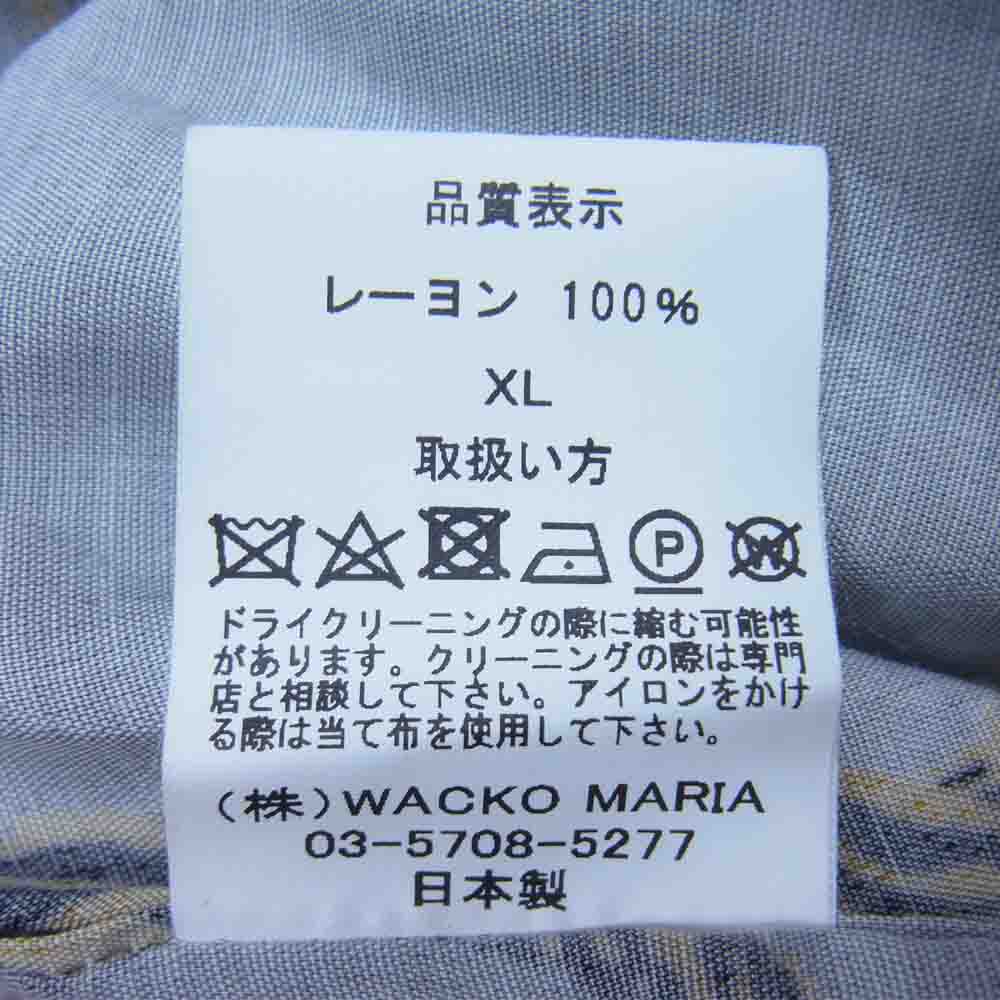 品質表示
レーヨン 100%
XL
取扱い方
P W
ドライクリーニングの際に縮む可能性
があります。クリーニングの際は専門
店と相談して下さい。アイロンをかけ
る際は当て布を使用して下さい。
(株)WACKO MARIA
03-5708-5277
日本製